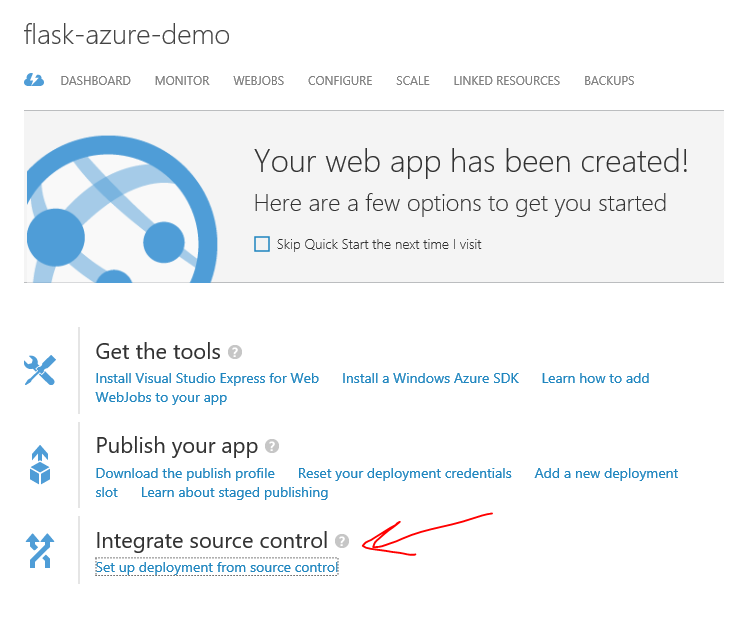 flask-azure-demo
DASHBOARD MONITOR WEBJOBS CONFIGURE SCALE LINKED RESOURCES BACKUPS
Your web app has been created!
Here are a few options to get you started
Skip Quick Start the next time I visit
Get the tools ?
Install Visual Studio Express for Web Install a Windows Azure SDK Learn how to add
WebJobs to your app
Publish your app ?
Download the publish profile Reset your deployment credentials Add a new deployment
slot Learn about staged publishing
Integrate source control ?
Set up deployment from source control